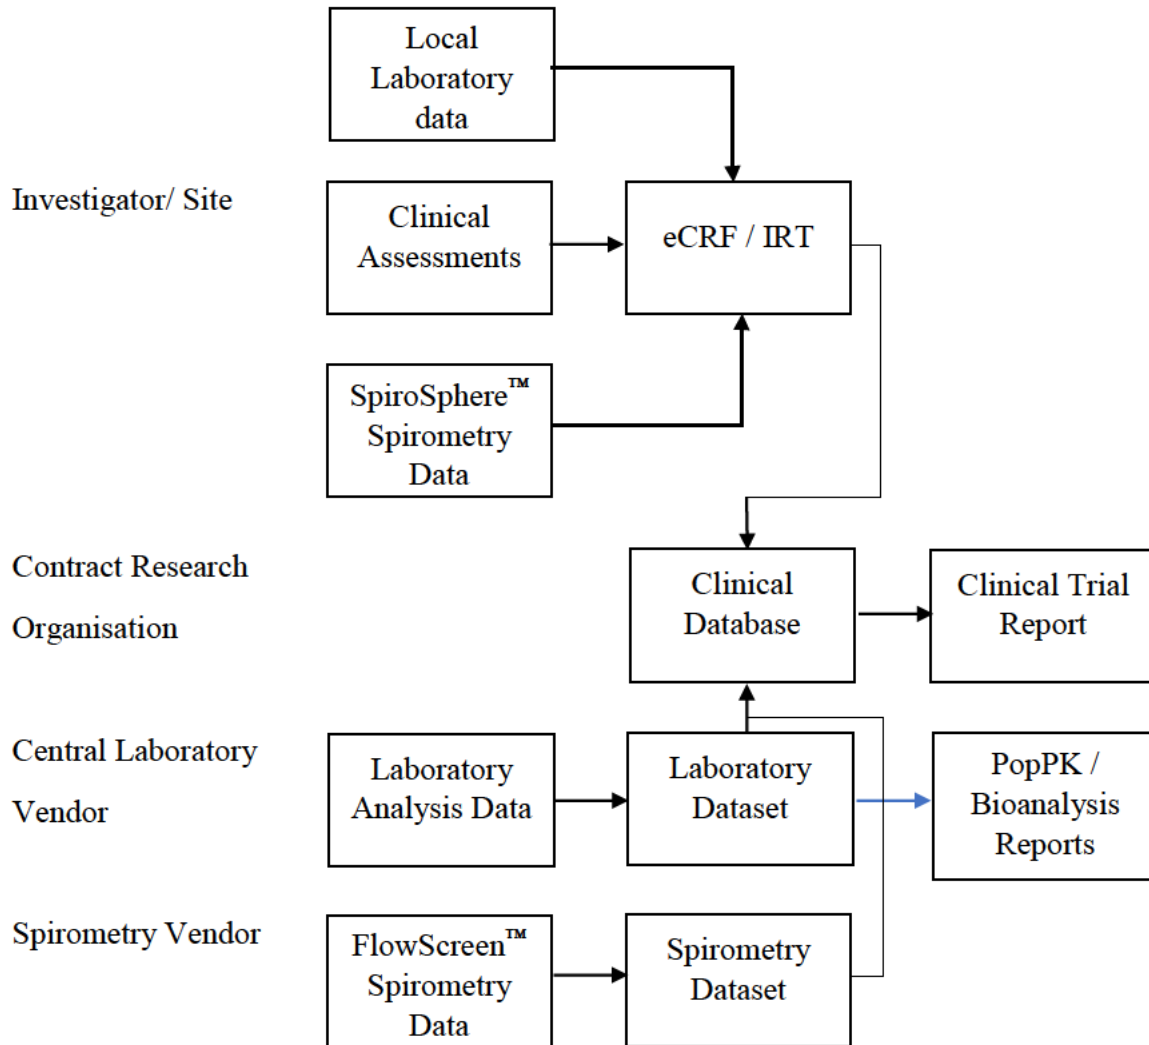 Local
Laboratory
data
Investigator/ Site
Clinical
Assessments
eCRF / IRT
SpiroSphere™
Spirometry
Data
Contract Research
Organisation
Clinical
Database
Clinical Trial
Report
Central Laboratory
Vendor
Laboratory
Analysis Data
Laboratory
Dataset
PopPK /
Bioanalysis
Reports
Spirometry Vendor
FlowScreen™
Spirometry
Data
Spirometry
Dataset